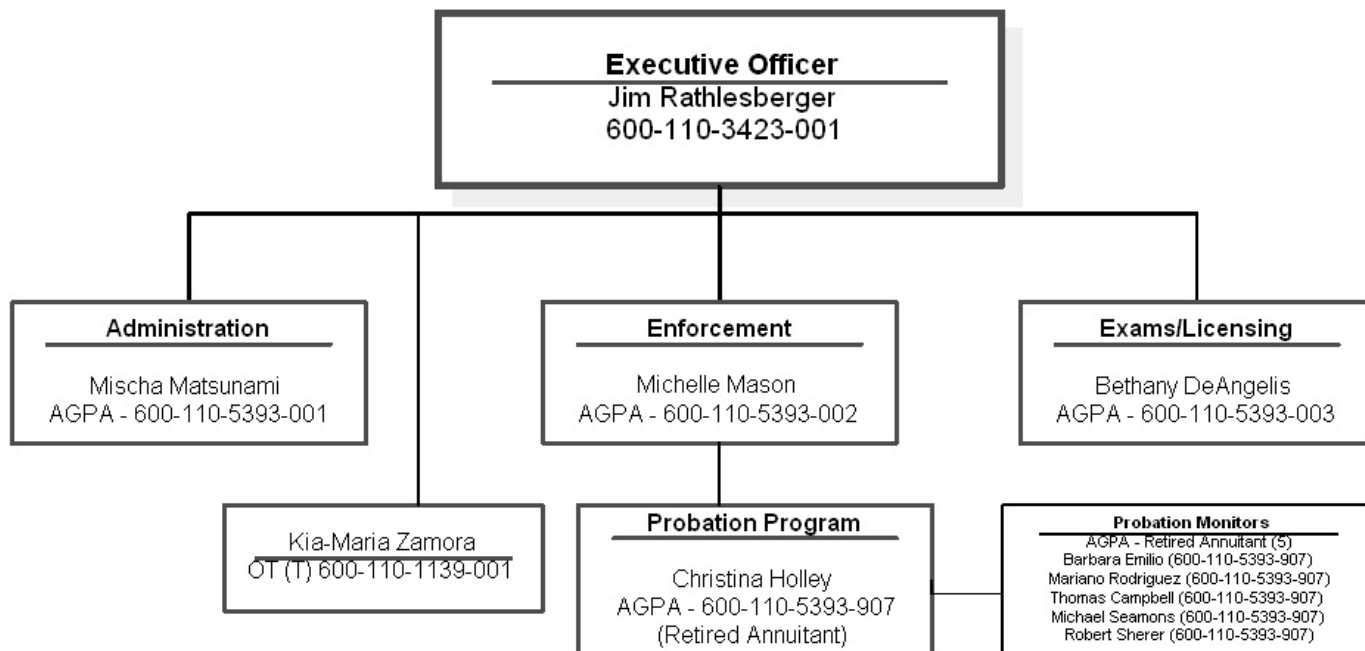 Executive Officer
Jim Rathlesberger
600-110-3423-001
Administration
Mischa Matsunami
AGPA - 600-110-5393-001
Enforcement
Michelle Mason
AGPA - 600-110-5393-002
Exams/Licensing
Bethany DeAngelis
AGPA - 600-110-5393-003
Kia-Maria Zamora
OT (T) 600-110-1139-001
Probation Program
Christina Holley
AGPA - 600-110-5393-907
(Retired Annuitant)
Probation Monitors
AGPA - Retired Annuitant (5)
Barbara Emilio (600-110-5393-907)
Mariano Rodriguez (600-110-5393-907)
Thomas Campbell (600-110-5393-907)
Michael Seamons (600-110-5393-907)
Robert Sherer (600-110-5393-907)